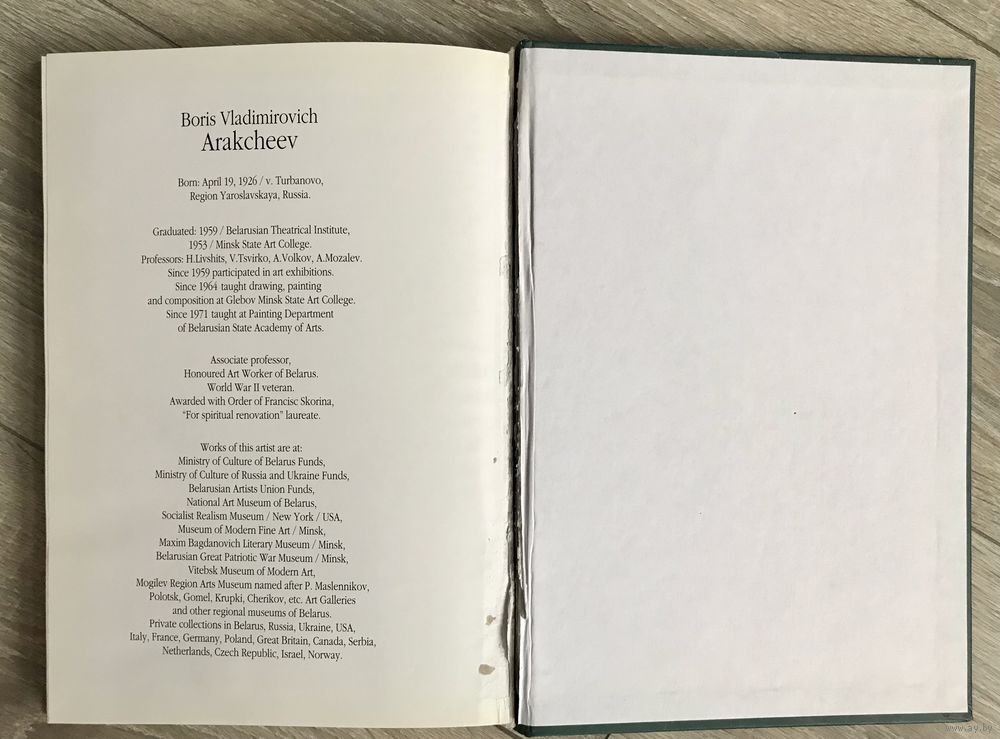 Boris Vladimirovich
Arakcheev
Born: April 19, 1926 / v. Turbanovo,
Region Yaroslavskaya, Russia.
Graduated: 1959 / Belarusian Theatrical Institute,
1953 / Minsk State Art College.
Professors: H.Livshits, V.Tsvirko, A.Volkov, A.Mozalev.
Since 1959 participated in art exhibitions.
Since 1964 taught drawing, painting
and composition at Glebov Minsk State Art College.
Since 1971 taught at Painting Department
of Belarusian State Academy of Arts.
Associate professor,
Honoured Art Worker of Belarus.
World War II veteran.
Awarded with Order of Francisc Skorina,
“For spiritual renovation” laureate.
Works of this artist are at:
Ministry of Culture of Belarus Funds,
Ministry of Culture of Russia and Ukraine Funds,
Belarusian Artists Union Funds,
National Art Museum of Belarus,
Socialist Realism Museum / New York / USA,
Museum of Modern Fine Art / Minsk,
Maxim Bagdanovich Literary Museum / Minsk,
Belarusian Great Patriotic War Museum / Minsk,
Vitebsk Museum of Modern Art,
Mogilev Region Arts Museum named after P. Maslennikov,
Polotsk, Gomel, Krupki, Cherikov, etc. Art Galleries
and other regional museums of Belarus.
Private collections in Belarus, Russia, Ukraine, USA,
Italy, France, Germany, Poland, Great Britain, Canada, Serbia,
Netherlands, Czech Republic, Israel, Norway.
www.ay.by